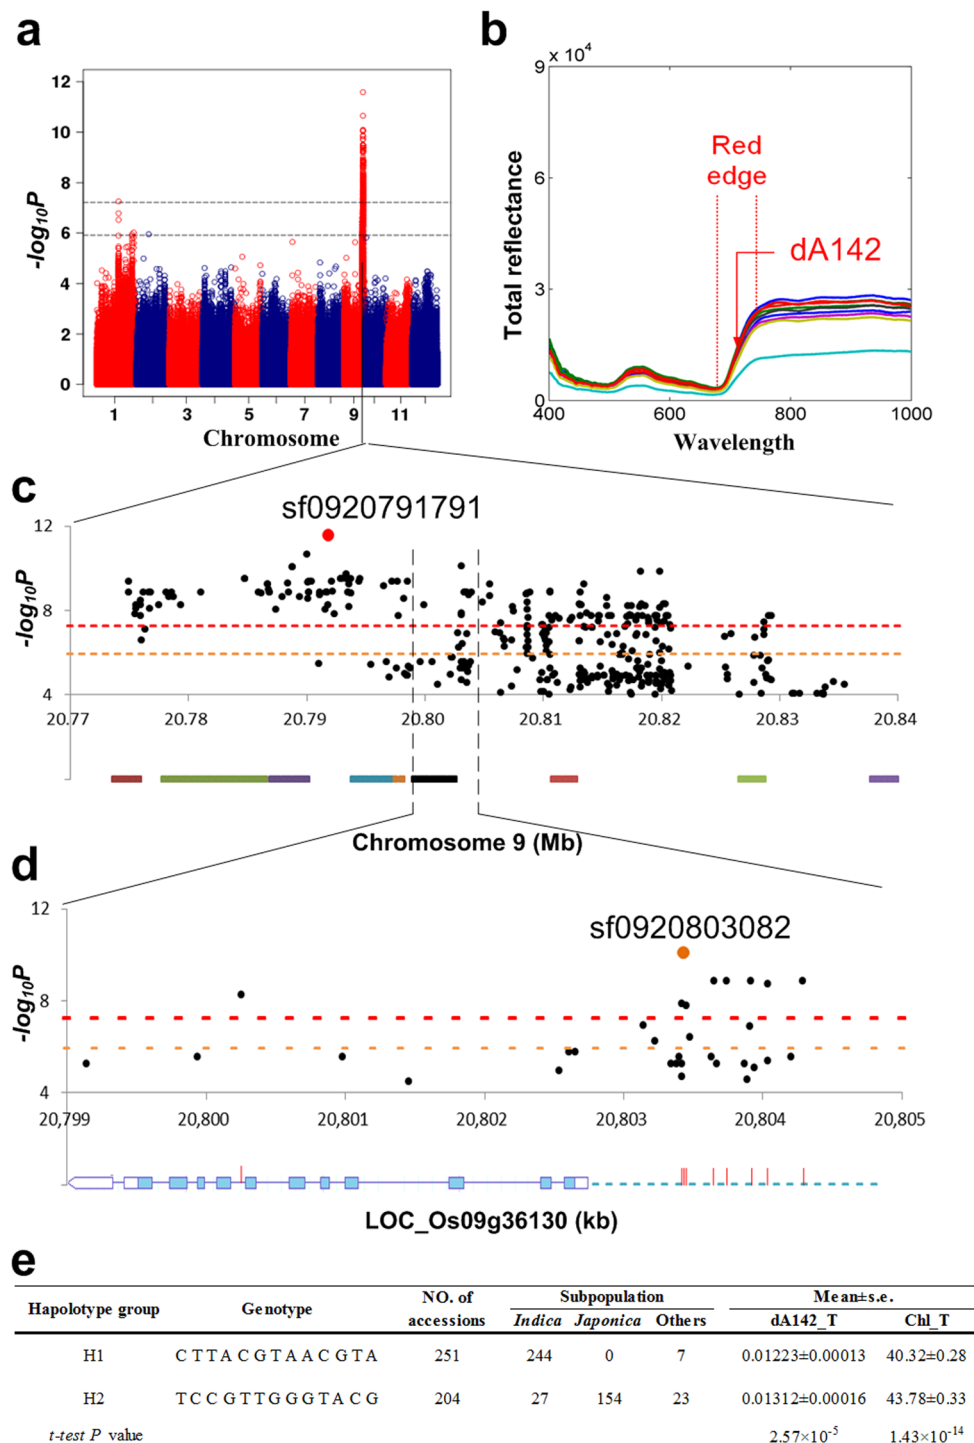 a
12
10
8
6
4
2
0
-log10P
1 3 5 7 9 11
Chromosome
b
× 10^4
9
6
3
0
Total reflectance
Red
edge
dA142
400 600 800 1000
Wavelength
c
sf0920791791
12
8
4
-log10P
20.77 20.78 20.79 20.80 20.81 20.82 20.83 20.84
Chromosome 9 (Mb)
d
sf0920803082
12
8
4
-log10P
20,799 20,800 20,801 20,802 20,803 20,804 20,805
LOC_Os09g36130 (kb)
e
Hapolotype group Genotype NO. of accessions Subpopulation Mean±s.e.
Indica Japonica Others dA142_T Chl_T
H1 C T T A C G T A A C G T A 251 244 0 7 0.01223±0.00013 40.32±0.28
H2 T C C G T T G G G T A C G 204 27 154 23 0.01312±0.00016 43.78±0.33
t-test P value 2.57×10^-5 1.43×10^-14